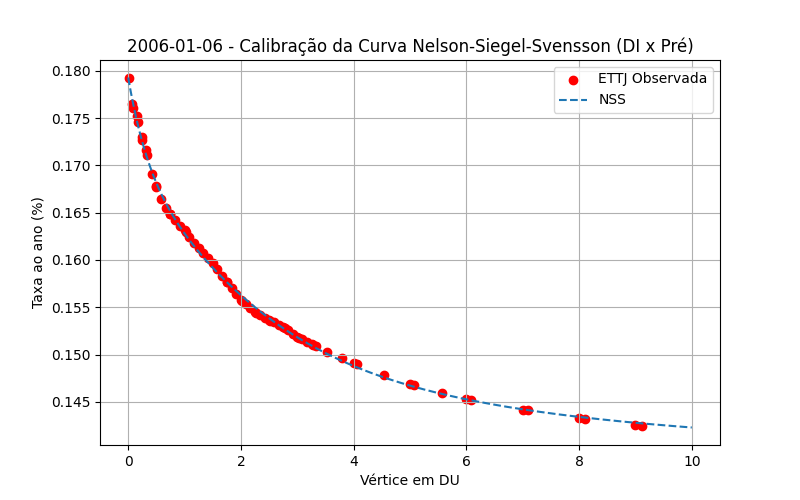 2006-01-06 - Calibração da Curva Nelson-Siegel-Svensson (DI x Pré)
ETTJ Observada
NSS
Taxa ao ano (%)
0.180
0.175
0.170
0.165
0.160
0.155
0.150
0.145
0 2 4 6 8 10
Vértice em DU